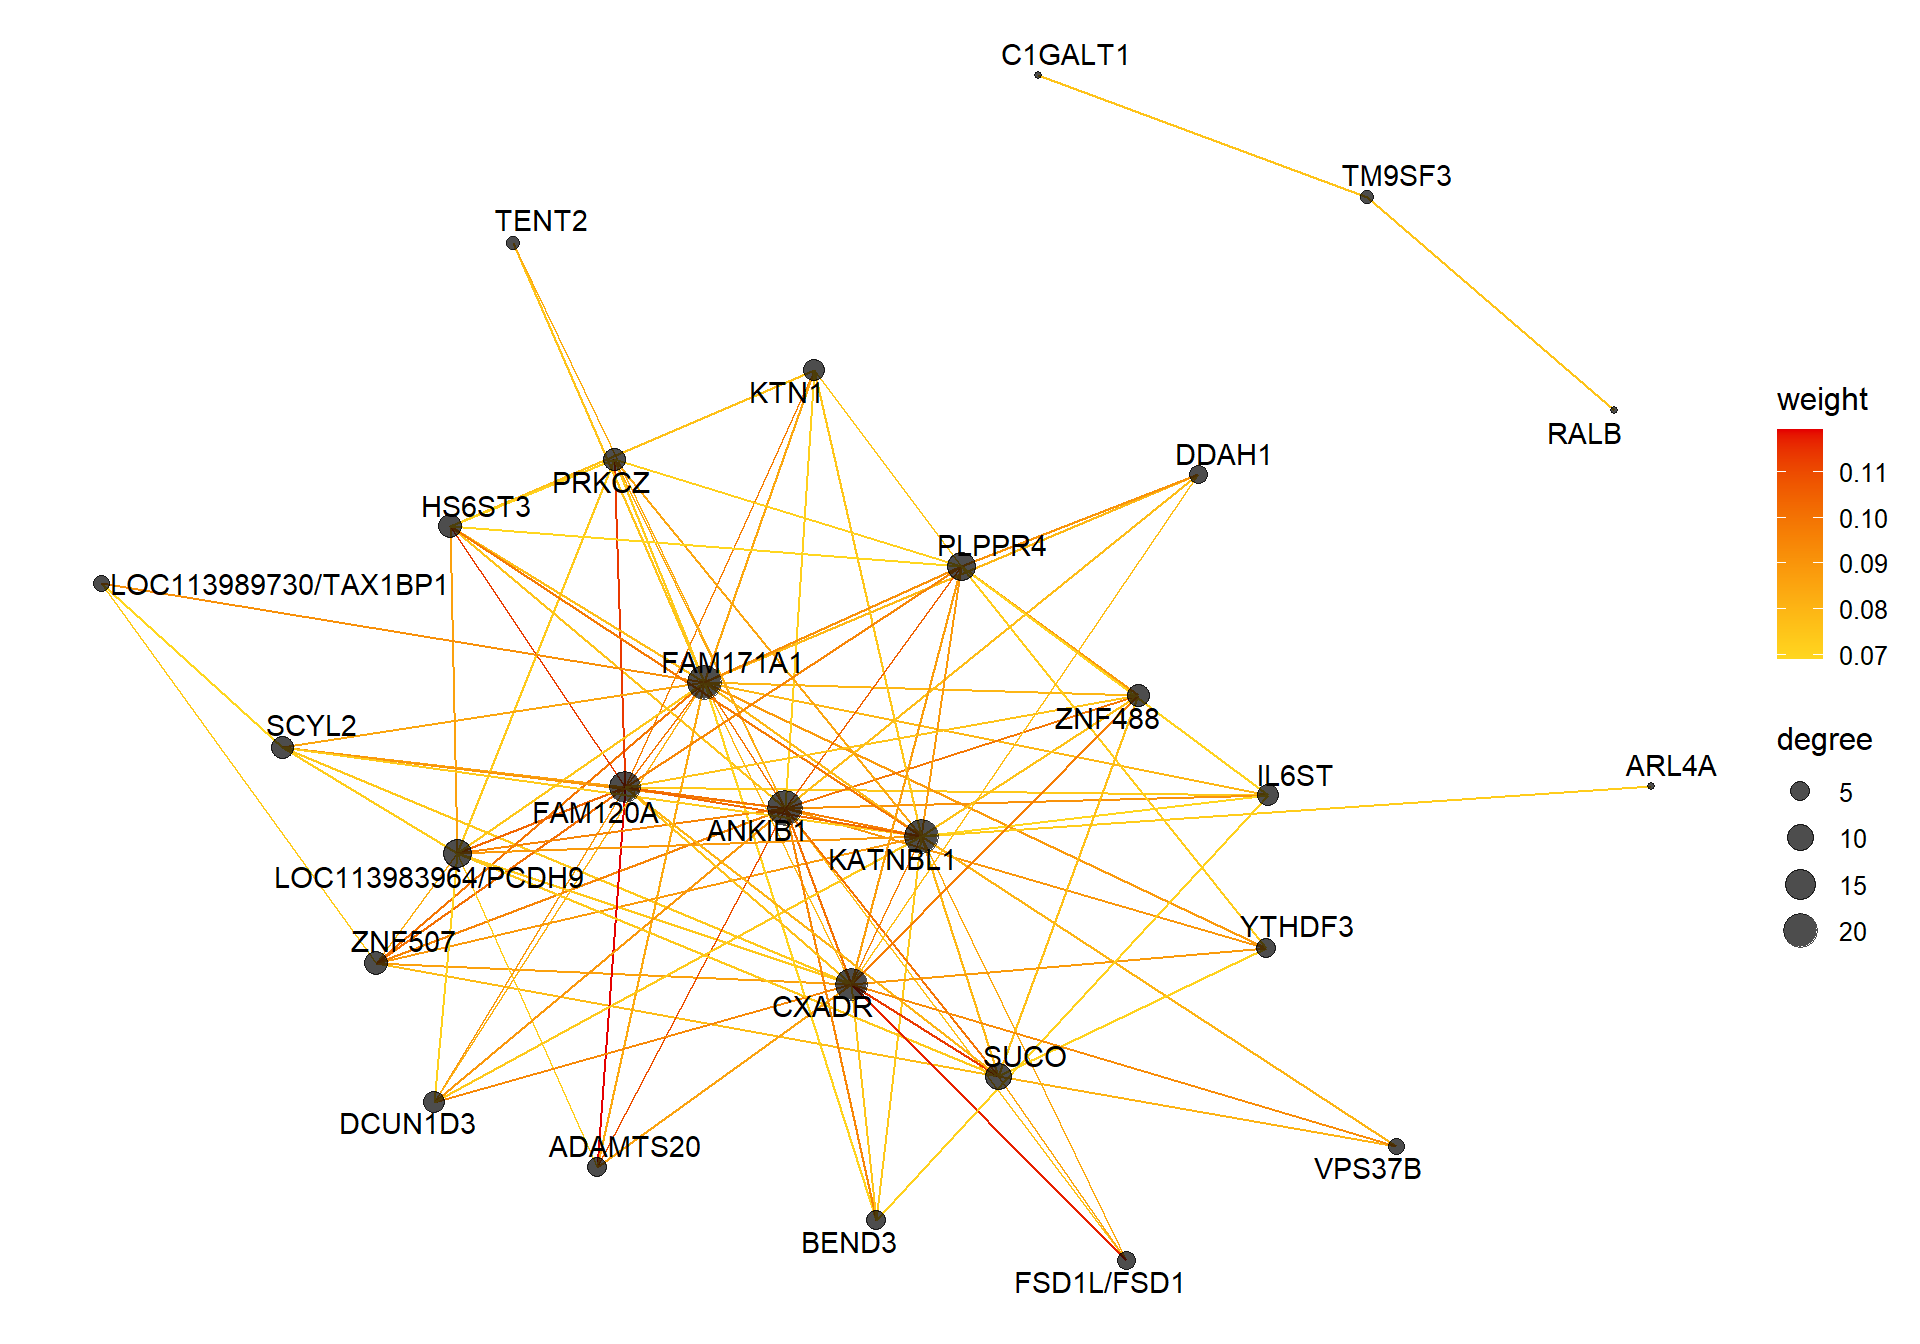 C1GALT1
TM9SF3
TENT2
KTN1
RALB
weight
DDAH1
PRKCZ
0.11
HS6ST3
0.10
PLPPR4
0.09
LOC113989730/TAX1BP1
0.08
0.07
FAM171A1
ZNF488
SCYL2
degree
ARL4A
IL6ST
5
FAM120A
ANKIB1
10
KATNBL1
LOC113983964/PCDH9
15
YTHDF3
20
ZNF507
CXADR
SUCO
DCUN1D3
ADAMTS20
VPS37B
BEND3
FSD1L/FSD1